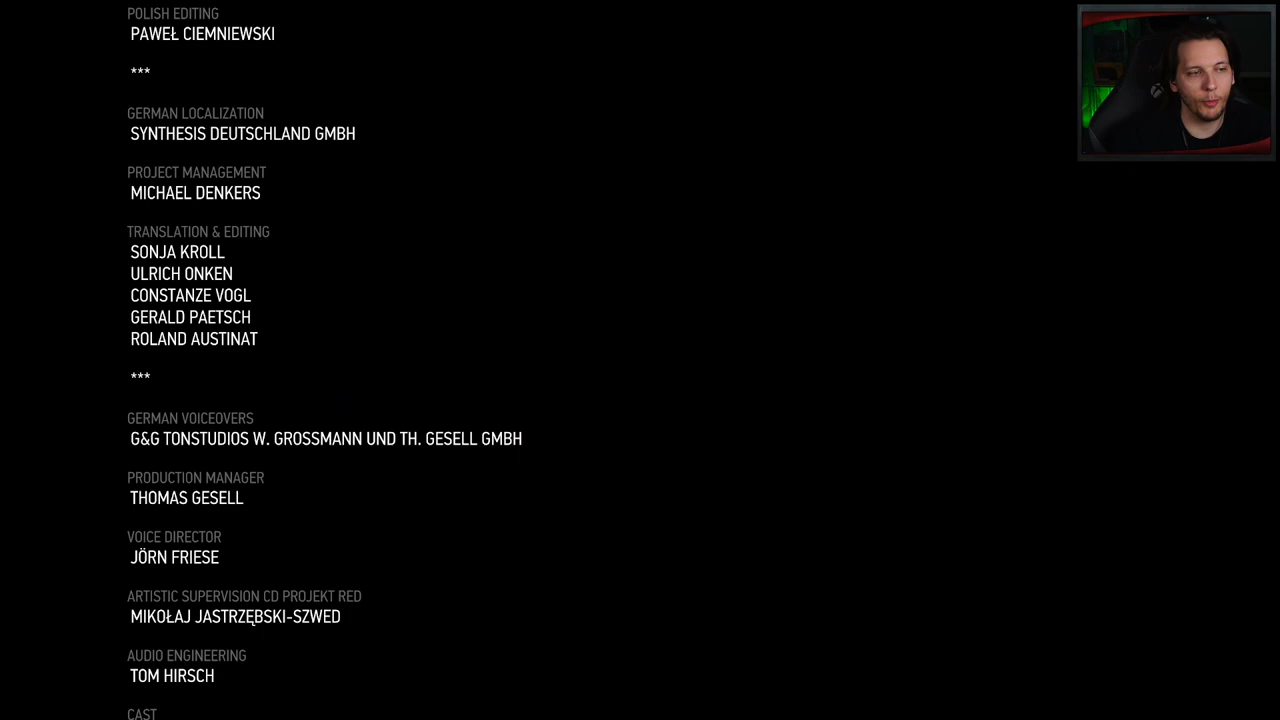 POLISH EDITING
PAWEŁ CIEMNIEWSKI
***
GERMAN LOCALIZATION
SYNTHESIS DEUTSCHLAND GMBH
PROJECT MANAGEMENT
MICHAEL DENKERS
TRANSLATION & EDITING
SONJA KROLL
ULRICH ONKEN
CONSTANZE VOGL
GERALD PAETSCH
ROLAND AUSTINAT
***
GERMAN VOICEOVERS
G&G TONSTUDIOS W. GROSSMANN UND TH. GESELL GMBH
PRODUCTION MANAGER
THOMAS GESELL
VOICE DIRECTOR
JÖRN FRIESE
ARTISTIC SUPERVISION CD PROJEKT RED
MIKOŁAJ JASTRZĘBSKI-SZWED
AUDIO ENGINEERING
TOM HIRSCH
CAST